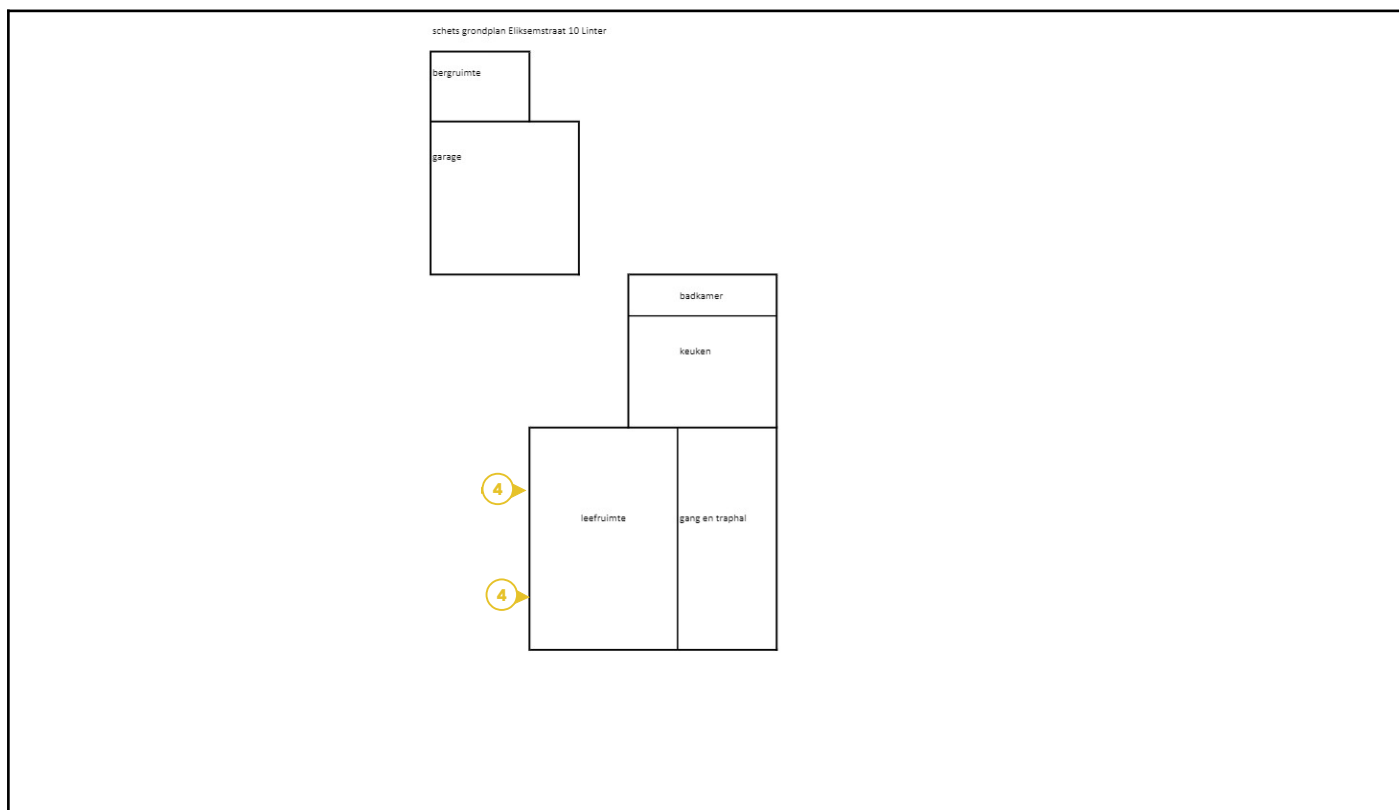 schets grondplan Eliksemstraat 10 Linter
bergruimte
garage
badkamer
keuken
4
leefruimte
gang en traphal
4